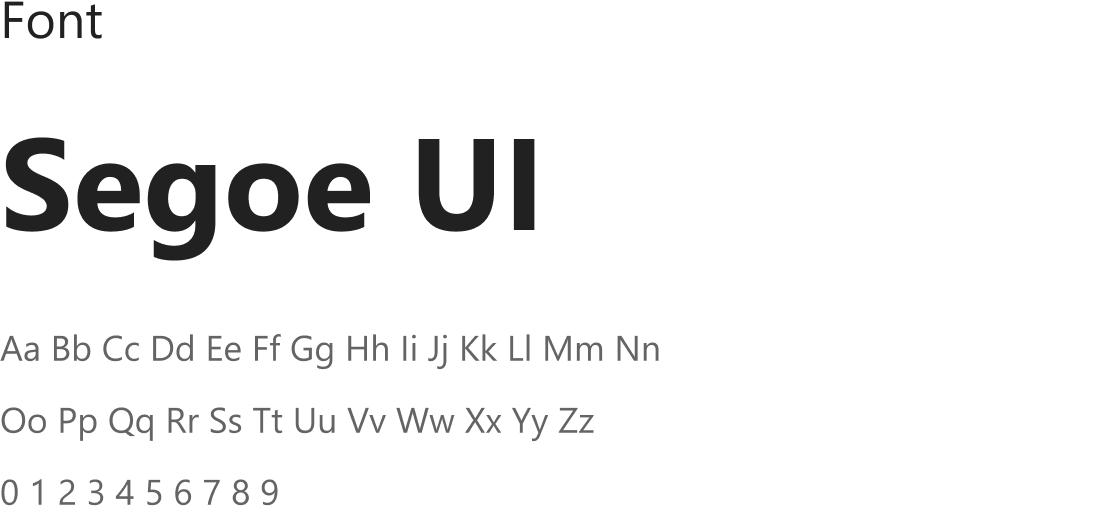 Font
Segoe UI
Aa Bb Cc Dd Ee Ff Gg Hh Ii Jj Kk Ll Mm Nn
Oo Pp Qq Rr Ss Tt Uu Vv Ww Xx Yy Zz
0 1 2 3 4 5 6 7 8 9